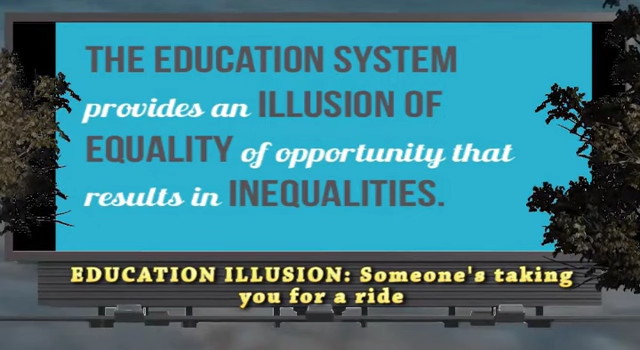 THE EDUCATION SYSTEM
provides an ILLUSION OF
EQUALITY of opportunity that
results in INEQUALITIES.
EDUCATION ILLUSION: Someone's taking
you for a ride